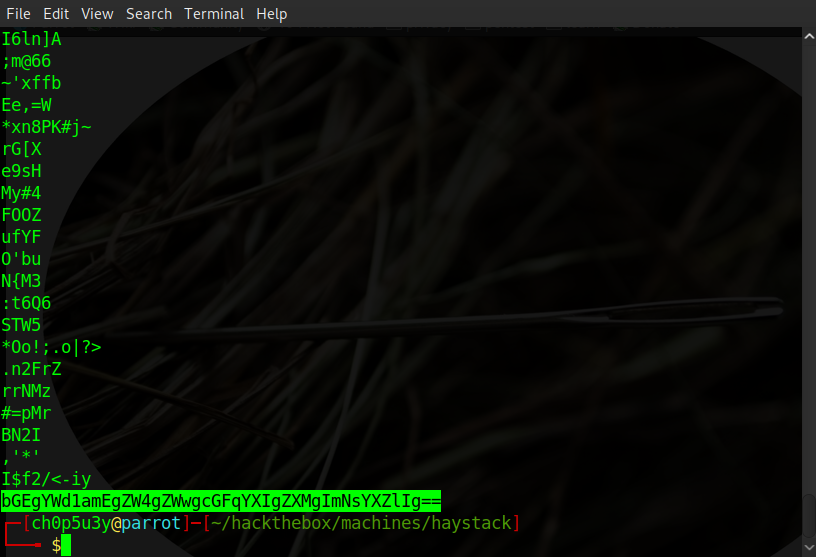 File Edit View Search Terminal Help
I6ln]A
;m@66
~'xffb
Ee,=W
*xn8PK#j~
rG[X
e9sH
My#4
FOOZ
ufYF
O'bu
N{M3
:t6Q6
STW5
*Oo!;.o|?>
.n2FrZ
rrNMz
#=pMr
BN2I
,'*'
I$f2/<-iy
bGEgYWd1amEgZW4gZWwgcGFqYXIgZXMgImNsYXZlIg==
[ch0p5u3y@parrot]─[~/hackthebox/machines/haystack]
$